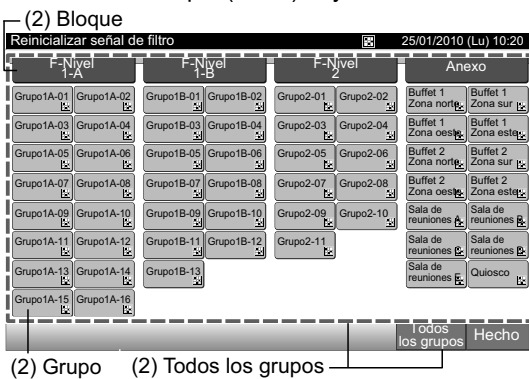 (2) Bloque
Reinicializar señal de filtro 25/01/2010 (Lu) 10:20
F-Nivel
1-A
F-Nivel
1-B
F-Nivel
2
Anexo
Grupo1A-01 Grupo1A-02 Grupo1B-01 Grupo1B-02 Grupo2-01 Grupo2-02 Buffet 1 Zona norte Buffet 1 Zona sur
Grupo1A-03 Grupo1A-04 Grupo1B-03 Grupo1B-04 Grupo2-03 Grupo2-04 Buffet 1 Zona oeste Buffet 1 Zona este
Grupo1A-05 Grupo1A-06 Grupo1B-05 Grupo1B-06 Grupo2-05 Grupo2-06 Buffet 2 Zona norte Buffet 2 Zona sur
Grupo1A-07 Grupo1A-08 Grupo1B-07 Grupo1B-08 Grupo2-07 Grupo2-08 Buffet 2 Zona oeste Buffet 2 Zona este
Grupo1A-09 Grupo1A-10 Grupo1B-09 Grupo1B-10 Grupo2-09 Grupo2-10 Sala de reuniones A Sala de reuniones B
Grupo1A-11 Grupo1A-12 Grupo1B-11 Grupo1B-12 Grupo2-11 Sala de reuniones Sala de reuniones
Grupo1A-13 Grupo1A-14 Grupo1B-13 Sala de reuniones E Quiosco
Grupo1A-15 Grupo1A-16
Todos
los grupos
Hecho
(2) Grupo (2) Todos los grupos